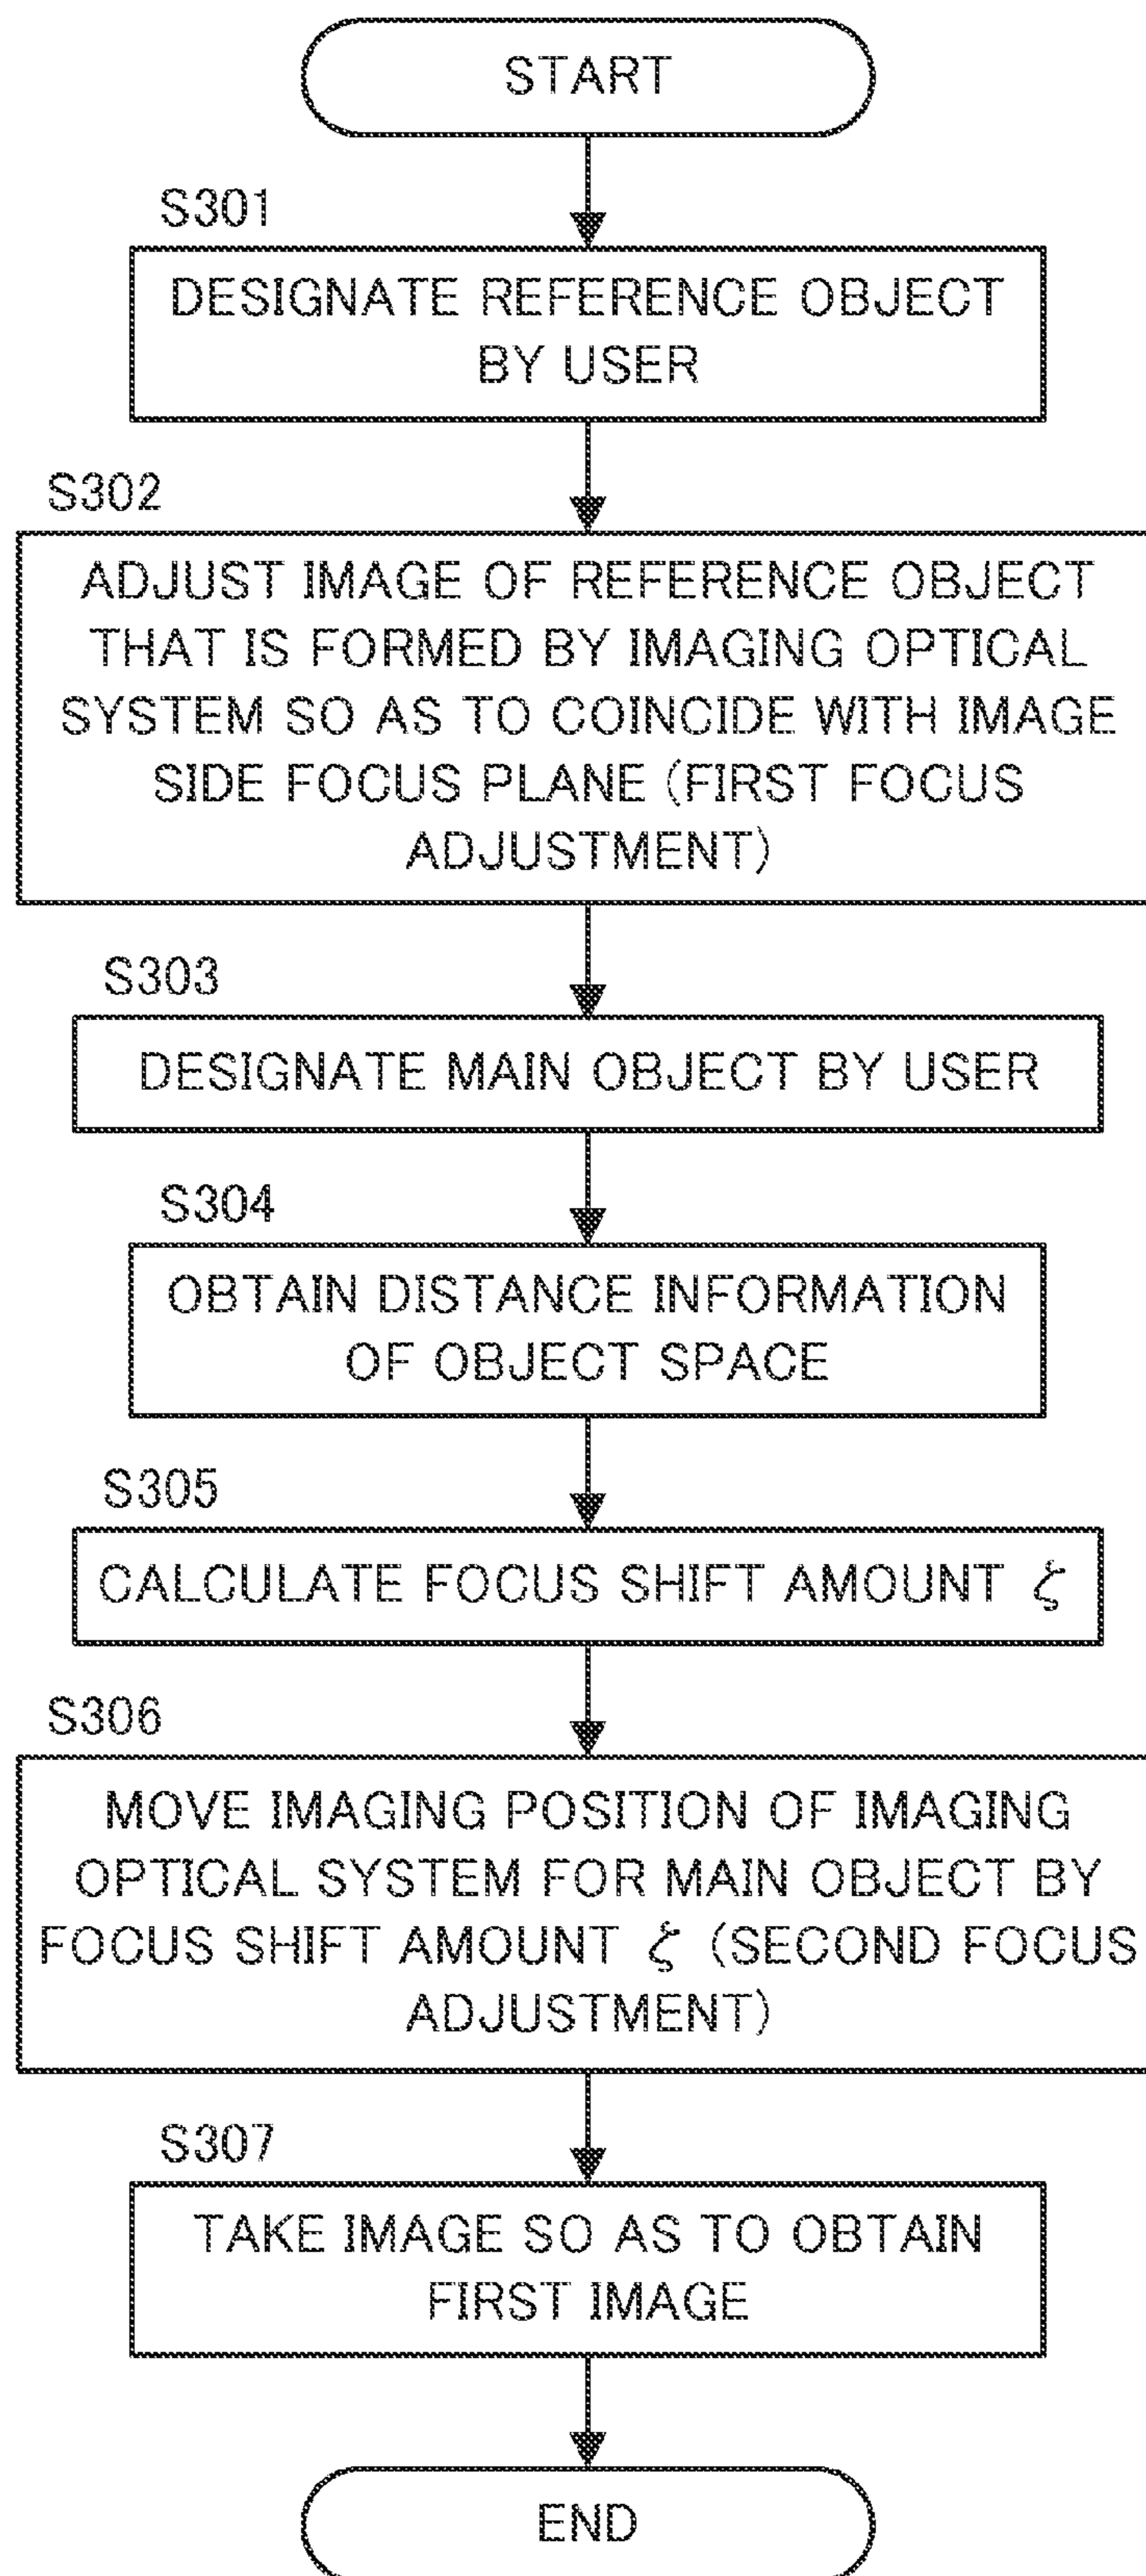 START
S301
DESIGNATE REFERENCE OBJECT
BY USER
S302
ADJUST IMAGE OF REFERENCE OBJECT
THAT IS FORMED BY IMAGING OPTICAL
SYSTEM SO AS TO COINCIDE WITH IMAGE
SIDE FOCUS PLANE (FIRST FOCUS
ADJUSTMENT)
S303
DESIGNATE MAIN OBJECT BY USER
S304
OBTAIN DISTANCE INFORMATION
OF OBJECT SPACE
S305
CALCULATE FOCUS SHIFT AMOUNT ζ
S306
MOVE IMAGING POSITION OF IMAGING
OPTICAL SYSTEM FOR MAIN OBJECT BY
FOCUS SHIFT AMOUNT ζ (SECOND FOCUS
ADJUSTMENT)
S307
TAKE IMAGE SO AS TO OBTAIN
FIRST IMAGE
END